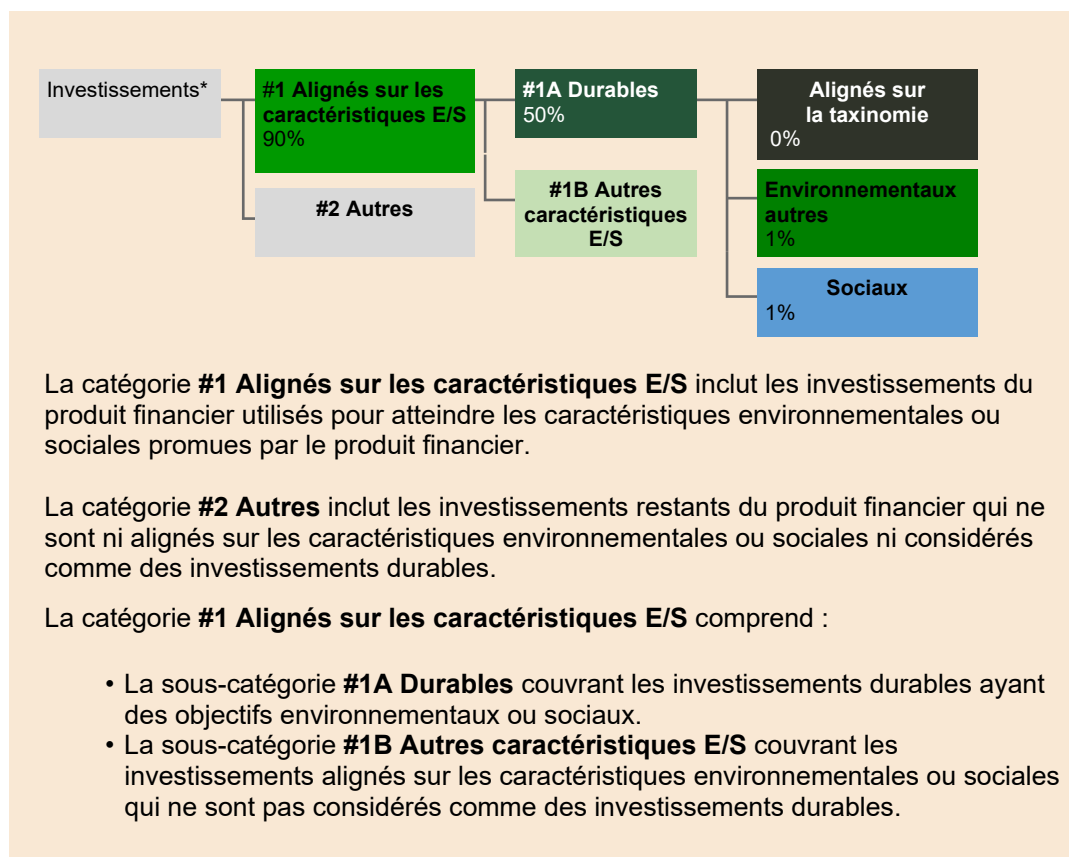 Investissements*
#1 Alignés sur les
caractéristiques E/S
90%
#2 Autres
#1A Durables
50%
#1B Autres
caractéristiques
E/S
Alignés sur
la taxinomie
0%
Environnementaux
autres
1%
Sociaux
1%
La catégorie #1 Alignés sur les caractéristiques E/S inclut les investissements du
produit financier utilisés pour atteindre les caractéristiques environnementales ou
sociales promues par le produit financier.
La catégorie #2 Autres inclut les investissements restants du produit financier qui ne
sont ni alignés sur les caractéristiques environnementales ou sociales ni considérés
comme des investissements durables.
La catégorie #1 Alignés sur les caractéristiques E/S comprend :
• La sous-catégorie #1A Durables couvrant les investissements durables ayant
des objectifs environnementaux ou sociaux.
• La sous-catégorie #1B Autres caractéristiques E/S couvrant les
investissements alignés sur les caractéristiques environnementales ou sociales
qui ne sont pas considérés comme des investissements durables.